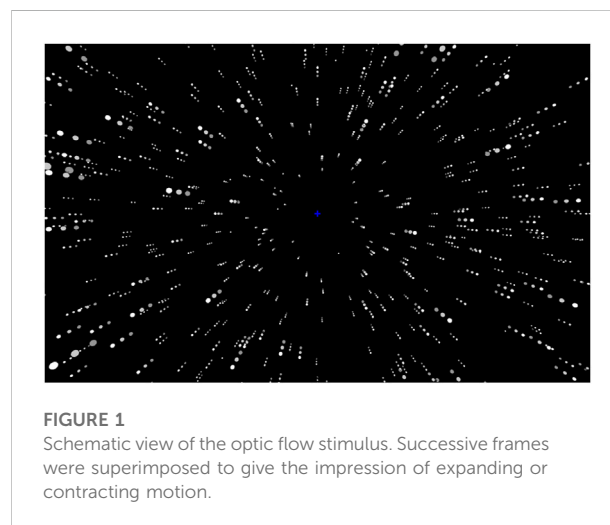 FIGURE 1
Schematic view of the optic flow stimulus. Successive frames
were superimposed to give the impression of expanding or
contracting motion.